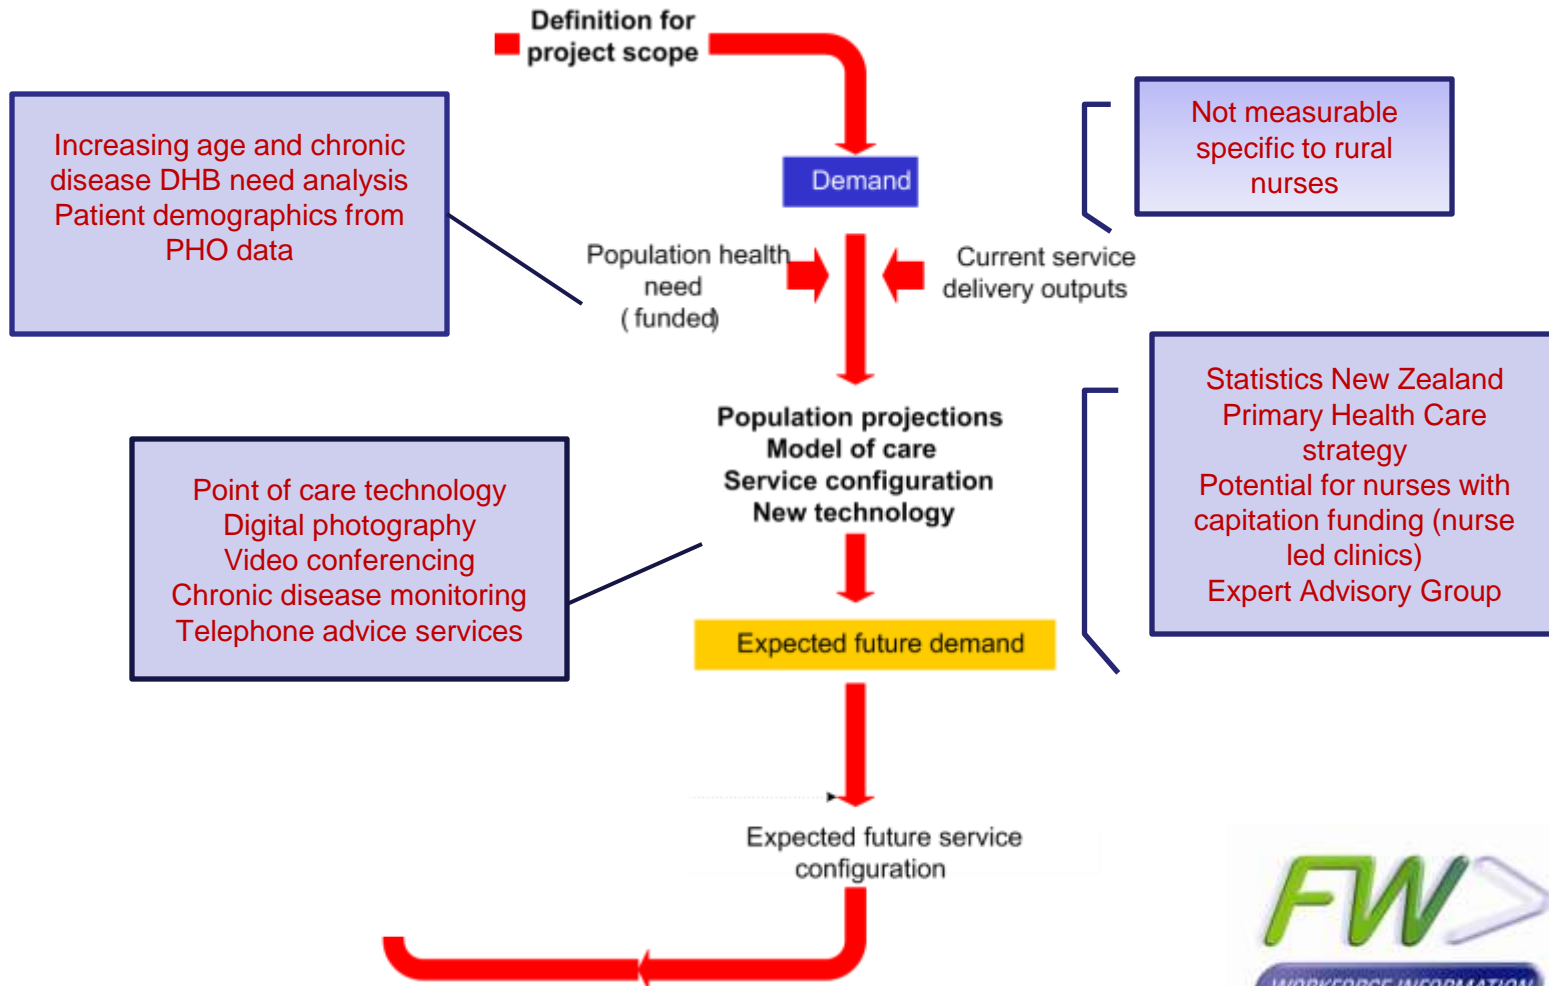 Definition for
project scope
Increasing age and chronic
disease DHB need analysis
Patient demographics from
PHO data
Not measurable
specific to rural
nurses
Demand
Population health
need
( funded)
Current service
delivery outputs
Population projections
Model of care
Service configuration
New technology
Statistics New Zealand
Primary Health Care
strategy
Potential for nurses with
capitation funding (nurse
led clinics)
Expert Advisory Group
Point of care technology
Digital photography
Video conferencing
Chronic disease monitoring
Telephone advice services
Expected future demand
Expected future service
configuration
FW
WORKFORCE INFORMATION